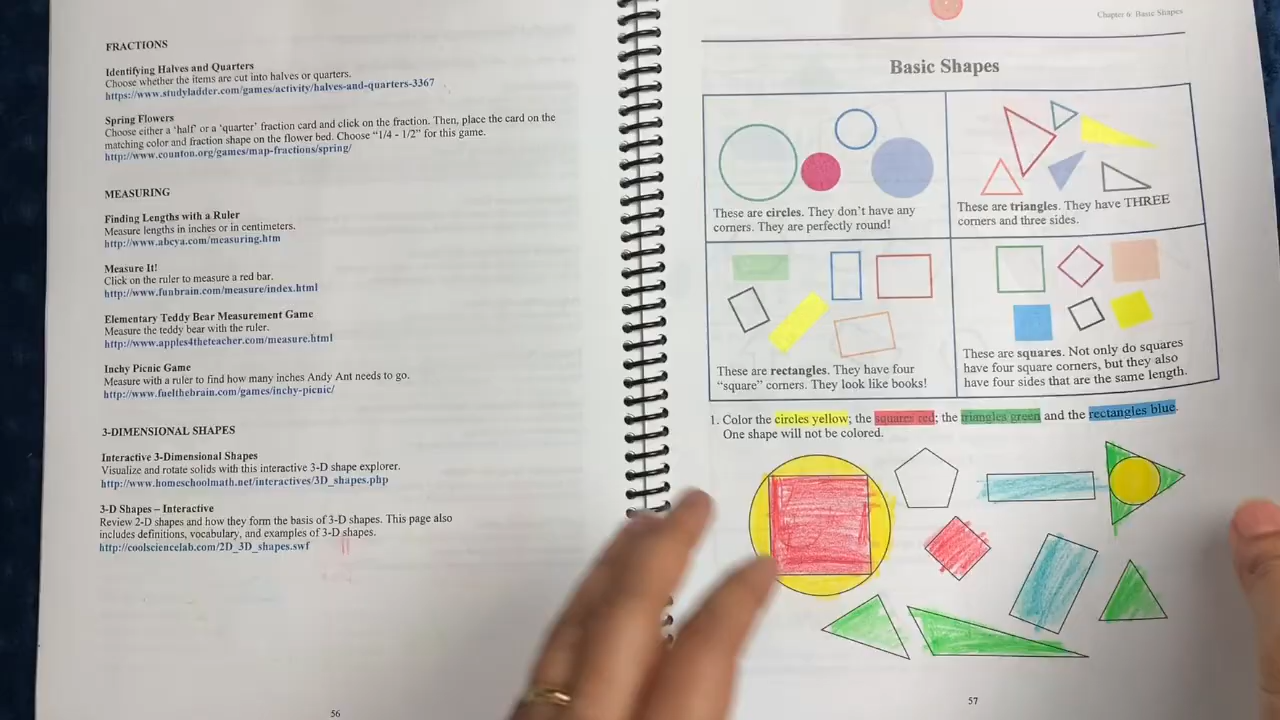 FRACTIONS
Identifying Halves and Quarters
Choose whether the items are cut into halves or quarters.
https://www.studyladder.com/games/activity/halves-and-quarters-3367
Spring Flowers
Choose either a 'half' or a 'quarter' fraction card and click on the fraction. Then, place the card on the
matching color and fraction shape on the flower bed. Choose "1/4 - 1/2" for this game.
http://www.counton.org/games/map-fractions/spring/
MEASURING
Finding Lengths with a Ruler
Measure lengths in inches or in centimeters.
http://www.abcya.com/measuring.htm
Measure It!
Click on the ruler to measure a red bar.
http://www.funbrain.com/measure/index.html
Elementary Teddy Bear Measurement Game
Measure the teddy bear with the ruler.
http://www.apples4theteacher.com/measure.html
Inchy Picnic Game
Measure with a ruler to find how many inches Andy Ant needs to go.
http://www.fuelthebrain.com/games/inchy-picnic/
3-DIMENSIONAL SHAPES
Interactive 3-Dimensional Shapes
Visualize and rotate solids with this interactive 3-D shape explorer.
http://www.homeschoolmath.net/interactives/3D_shapes.php
3-D Shapes – Interactive
Review 2-D shapes and how they form the basis of 3-D shapes. This page also
includes definitions, vocabulary, and examples of 3-D shapes.
http://coolsciencelab.com/2D_3D_shapes.swf
56
Chapter 6: Basic Shapes
Basic Shapes
These are circles. They don't have any
corners. They are perfectly round!
These are triangles. They have THREE
corners and three sides.
These are rectangles. They have four
"square" corners. They look like books!
These are squares. Not only do squares
have four square corners, but they also
have four sides that are the same length.
1. Color the circles yellow; the squares red; the triangles green and the rectangles blue.
One shape will not be colored.
57